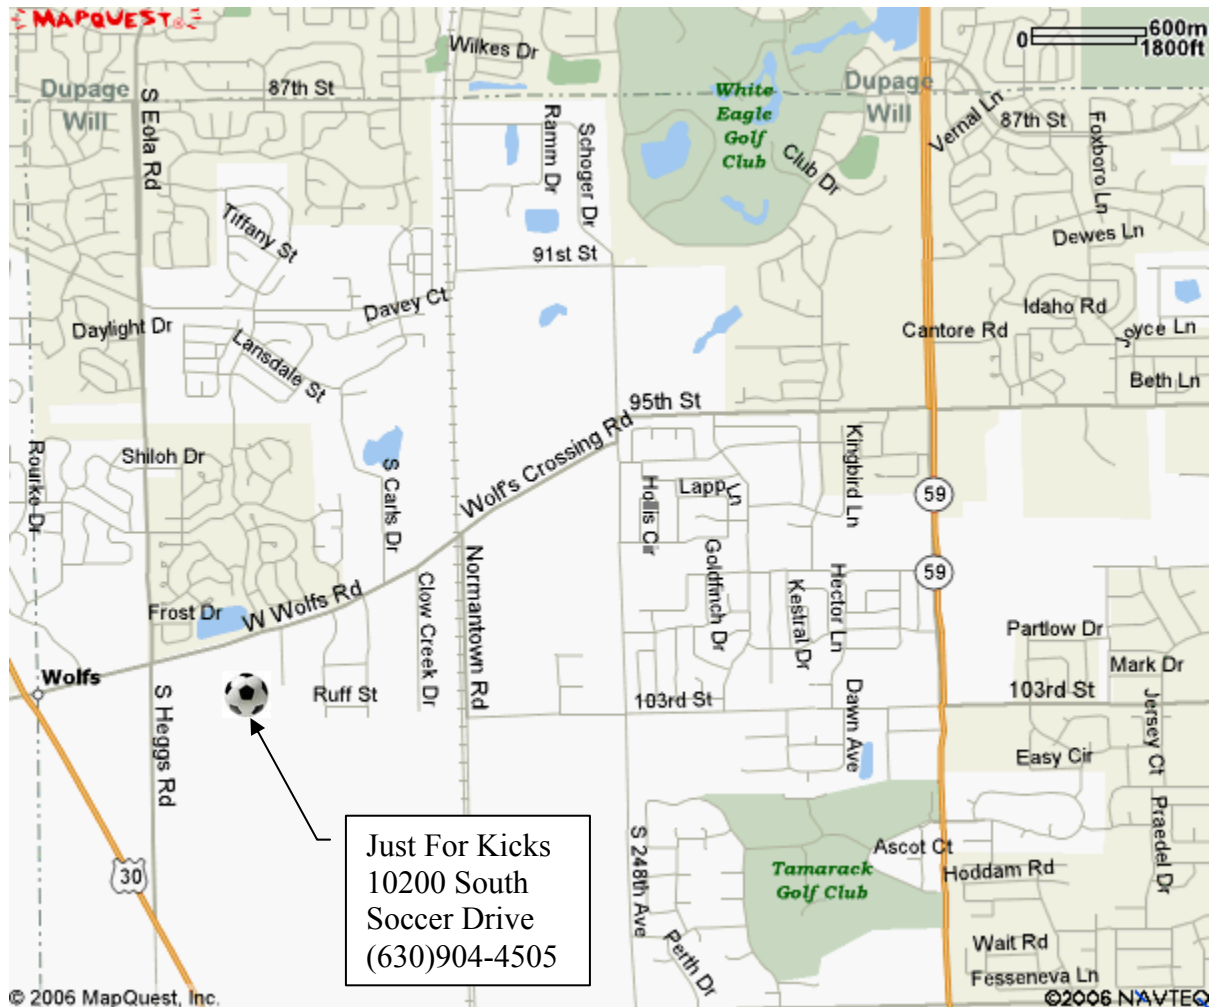 MAPQUEST
600m
0
1800ft
Wilkes Dr
Dupage
Will
87th St
S Eola Rd
Ramm Dr
Schoger Dr
White
Eagle
Golf
Club
Club Dr
Dupage
Will
Vernal Ln
87th St
Foxboro Ln
Tiffany St
91st St
Dewes Ln
Davey Ct
Daylight Dr
Lansdale St
Idaho Rd
Cantore Rd
Joyce Ln
Beth Ln
95th St
Wolf's Crossing Rd
Rourke Dr
Shiloh Dr
S Carls Dr
Hollis Cir
Lapp Ln
Kingbird Ln
59
59
Normantown Rd
Clow Creek Dr
Goldfinch Dr
Kestral Dr
Hector Ln
Frost Dr
W Wolfs Rd
Partlow Dr
Mark Dr
Wolfs
Ruff St
103rd St
103rd St
S Heggs Rd
Dawn Ave
Jersey Ct
Easy Cir
Praedel Dr
30
Just For Kicks
10200 South
Soccer Drive
(630)904-4505
S 248th Ave
Ascot Ct
Tamarack
Golf Club
Hoddam Rd
Perth Dr
Wait Rd
Fesseneva Ln
© 2006 MapQuest, Inc.
©2006 NAVTEQ